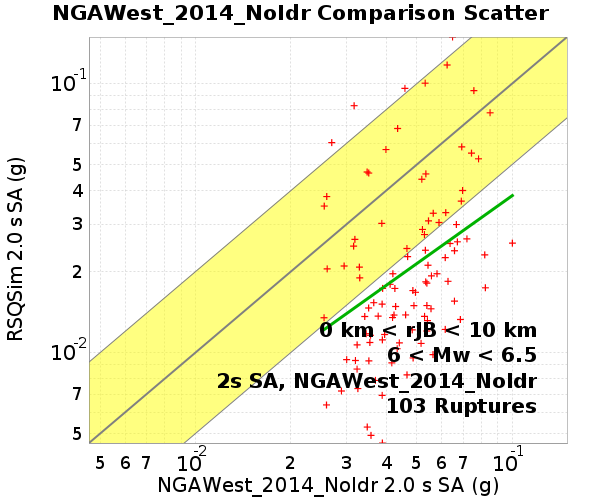 NGAWest_2014_NoIdr Comparison Scatter
RSQSim 2.0 s SA (g)
10-1
7
5
4
3
2
10-2
7
5
0 km < rJB < 10 km
6 < Mw < 6.5
2s SA, NGAWest_2014_NoIdr
103 Ruptures
5 6 7 10-2 2 3 4 5 6 7 10-1
NGAWest_2014_NoIdr 2.0 s SA (g)